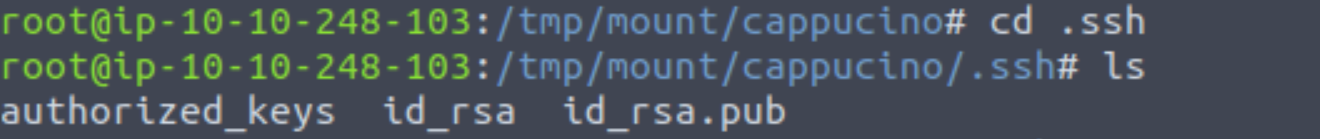 root@ip-10-10-248-103:/tmp/mount/cappucino# cd .ssh
root@ip-10-10-248-103:/tmp/mount/cappucino/.ssh# ls
authorized_keys  id_rsa  id_rsa.pub